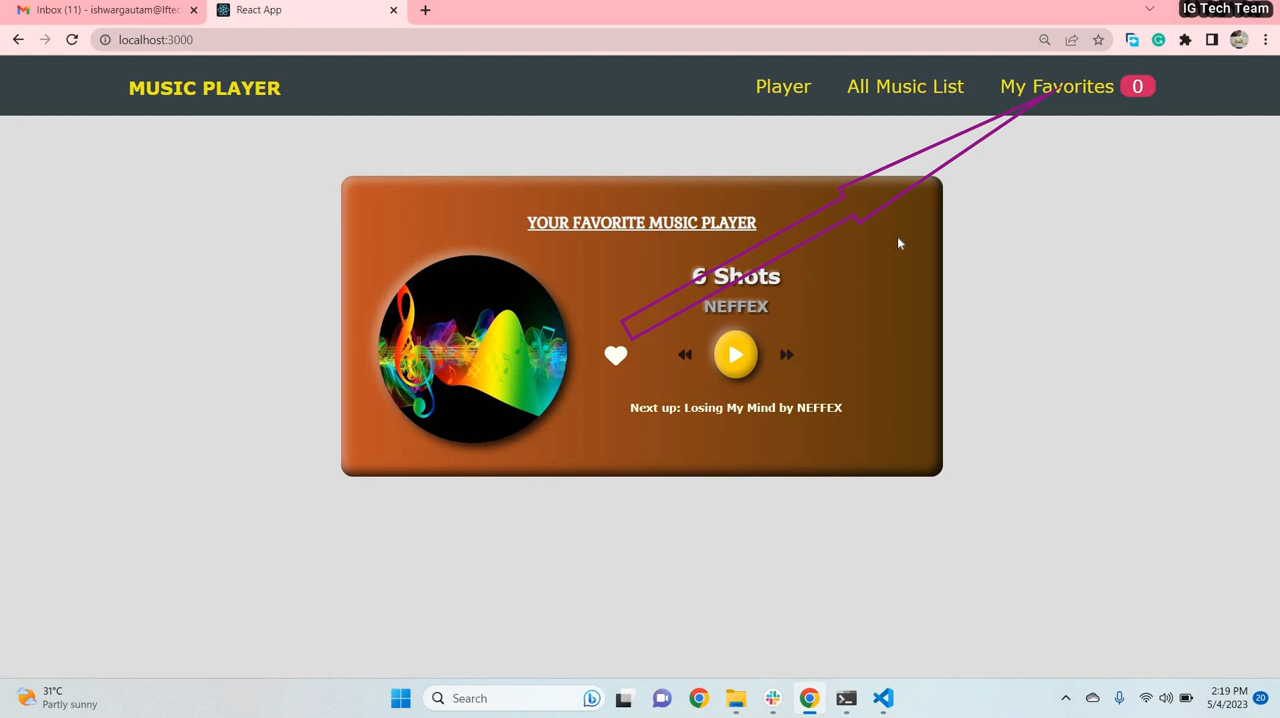 Inbox (11) - ishwargautam@lftec
React App
IG Tech Team
localhost:3000
MUSIC PLAYER
Player
All Music List
My Favorites 0
YOUR FAVORITE MUSIC PLAYER
6 Shots
NEFFEX
Next up: Losing My Mind by NEFFEX
31°C
Partly sunny
Search
2:19 PM
5/4/2023
20